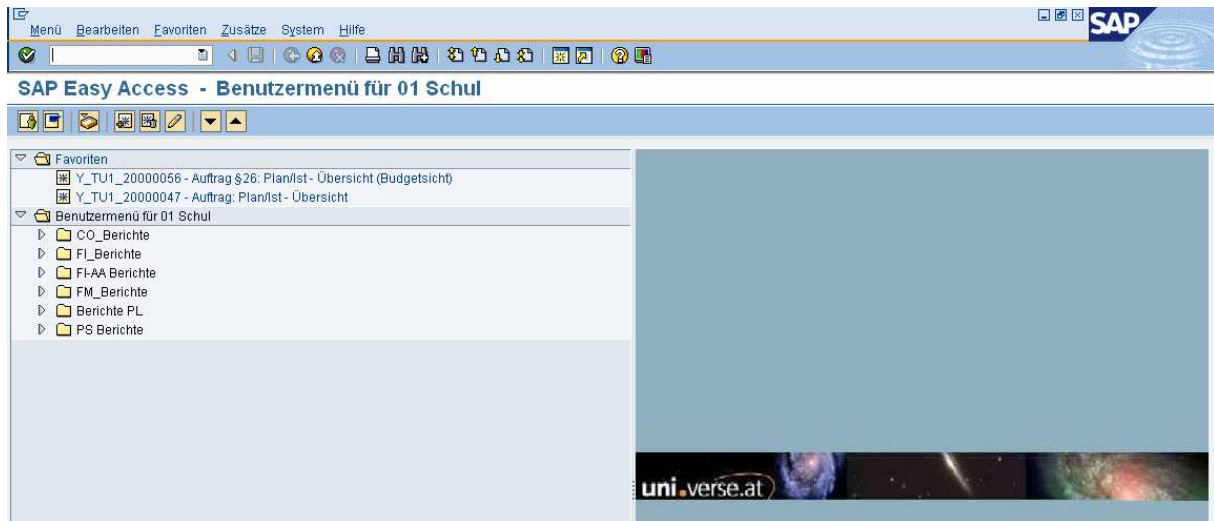 Menü Bearbeiten Favoriten Zusätze System Hilfe
SAP
SAP Easy Access - Benutzermenü für 01 Schul
Favoriten
Y_TU1_20000056 - Auftrag §26: Plan/Ist - Übersicht (Budgetsicht)
Y_TU1_20000047 - Auftrag: Plan/Ist - Übersicht
Benutzermenü für 01 Schul
CO_Berichte
FI_Berichte
FI-AA Berichte
FM_Berichte
Berichte PL
PS Berichte
uni.verse.at